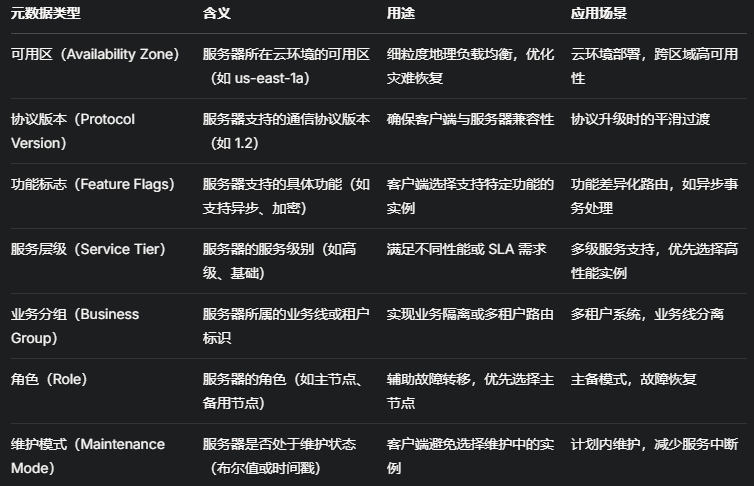 元数据类型 含义 用途 应用场景
可用区（Availability Zone） 服务器所在云环境的可用区 细粒度地理负载均衡，优化 云环境部署，跨区域高可用
（如 us-east-1a） 灾难恢复 性
协议版本（Protocol 服务器支持的通信协议版本 确保客户端与服务器兼容性 协议升级时的平滑过渡
Version） （如 1.2）
功能标志（Feature Flags） 服务器支持的具体功能（如 客户端选择支持特定功能的 功能差异化路由，如异步事
支持异步、加密） 实例 务处理
服务层级（Service Tier） 服务器的服务级别（如高 满足不同性能或 SLA 需求 多级服务支持，优先选择高
级、基础） 性能实例
业务分组（Business 服务器所属的业务线或租户 实现业务隔离或多租户路由 多租户系统，业务线分离
Group） 标识
角色（Role） 服务器的角色（如主节点、 辅助故障转移，优先选择主 主备模式，故障恢复
备用节点） 节点
维护模式（Maintenance 服务器是否处于维护状态 客户端避免选择维护中的实 计划内维护，减少服务中断
Mode） （布尔值或时间戳） 例